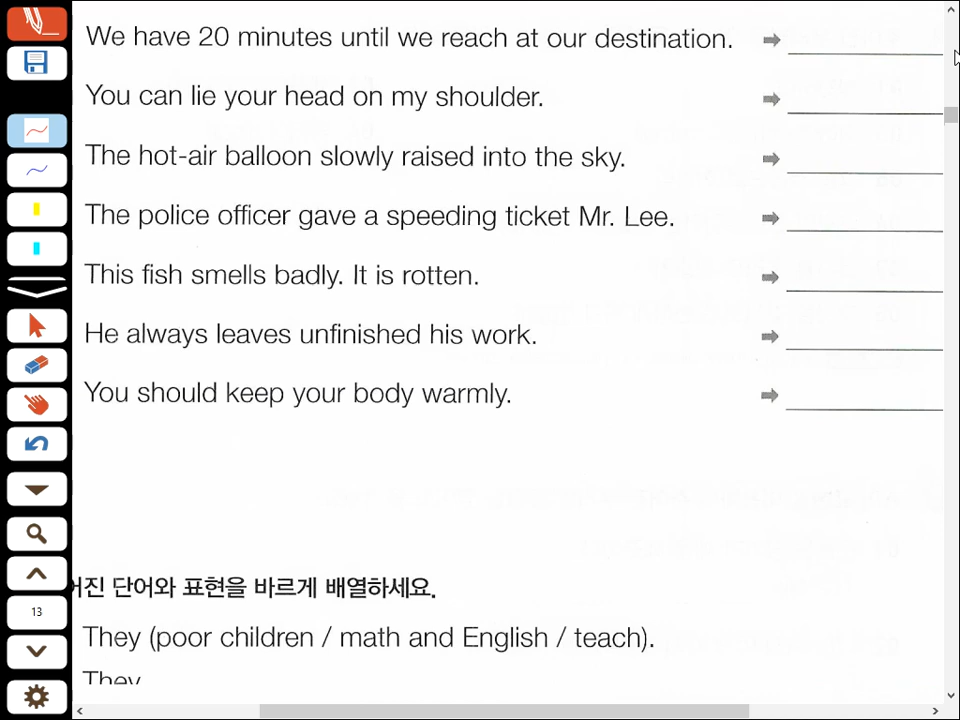 We have 20 minutes until we reach at our destination.
You can lie your head on my shoulder.
The hot-air balloon slowly raised into the sky.
The police officer gave a speeding ticket Mr. Lee.
This fish smells badly. It is rotten.
He always leaves unfinished his work.
You should keep your body warmly.
어진 단어와 표현을 바르게 배열하세요.
They (poor children / math and English / teach).
They
13